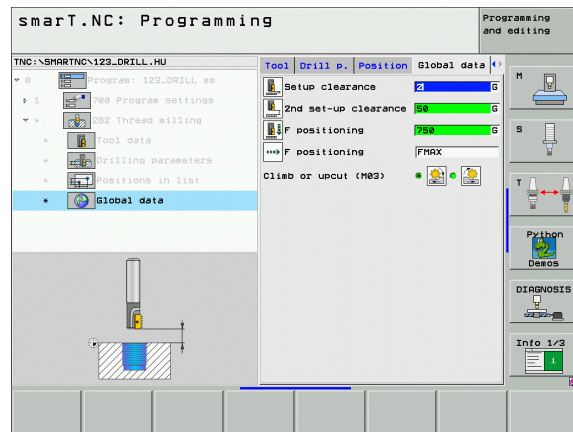 smarT.NC: Programming
Programming
and editing
TNC:\SMARTNC\123_DRILL.HU
0 Program: 123_DRILL mm
1 700 Program settings
* 262 Thread milling
* Tool data
* Drilling parameters
* Positions in list
* Global data
Tool Drill p. Position Global data
Setup clearance 2 G
2nd set-up clearance 50 G
F positioning 750 G
F positioning FMAX
Climb or upcut (M03)
M
S
T
Python
Demos
DIAGNOSIS
Info 1/3
i